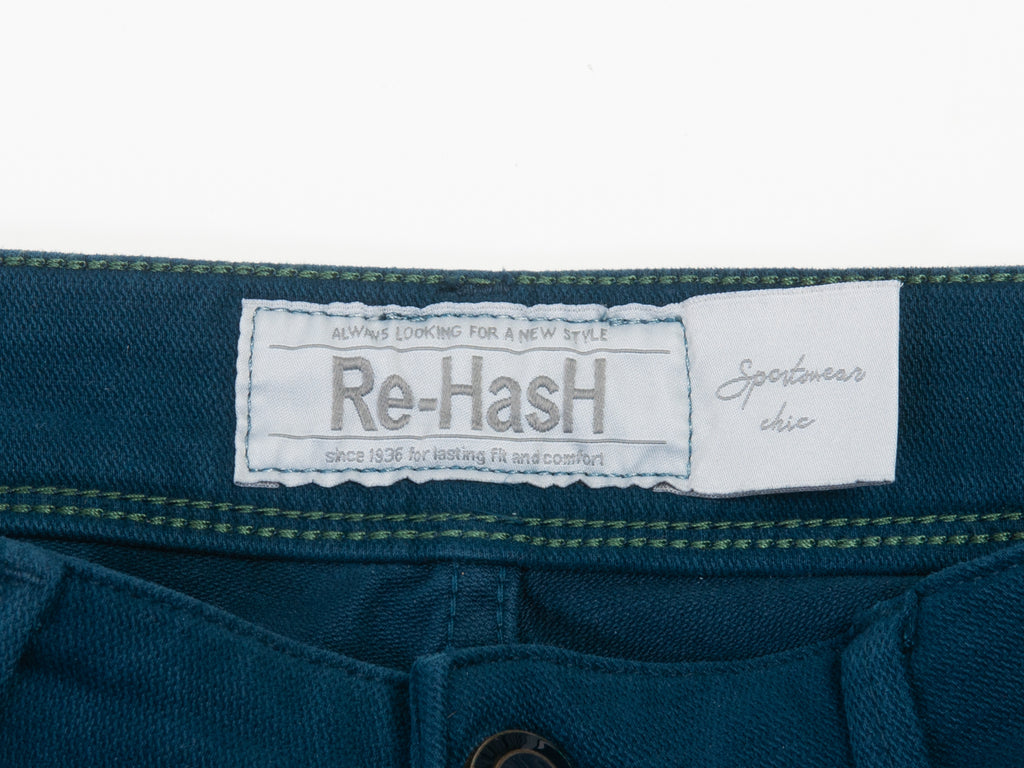 ALWAYS LOOKING FOR A NEW STYLE
Re-HasH
since 1936 for lasting fit and comfort
Sportswear
chic